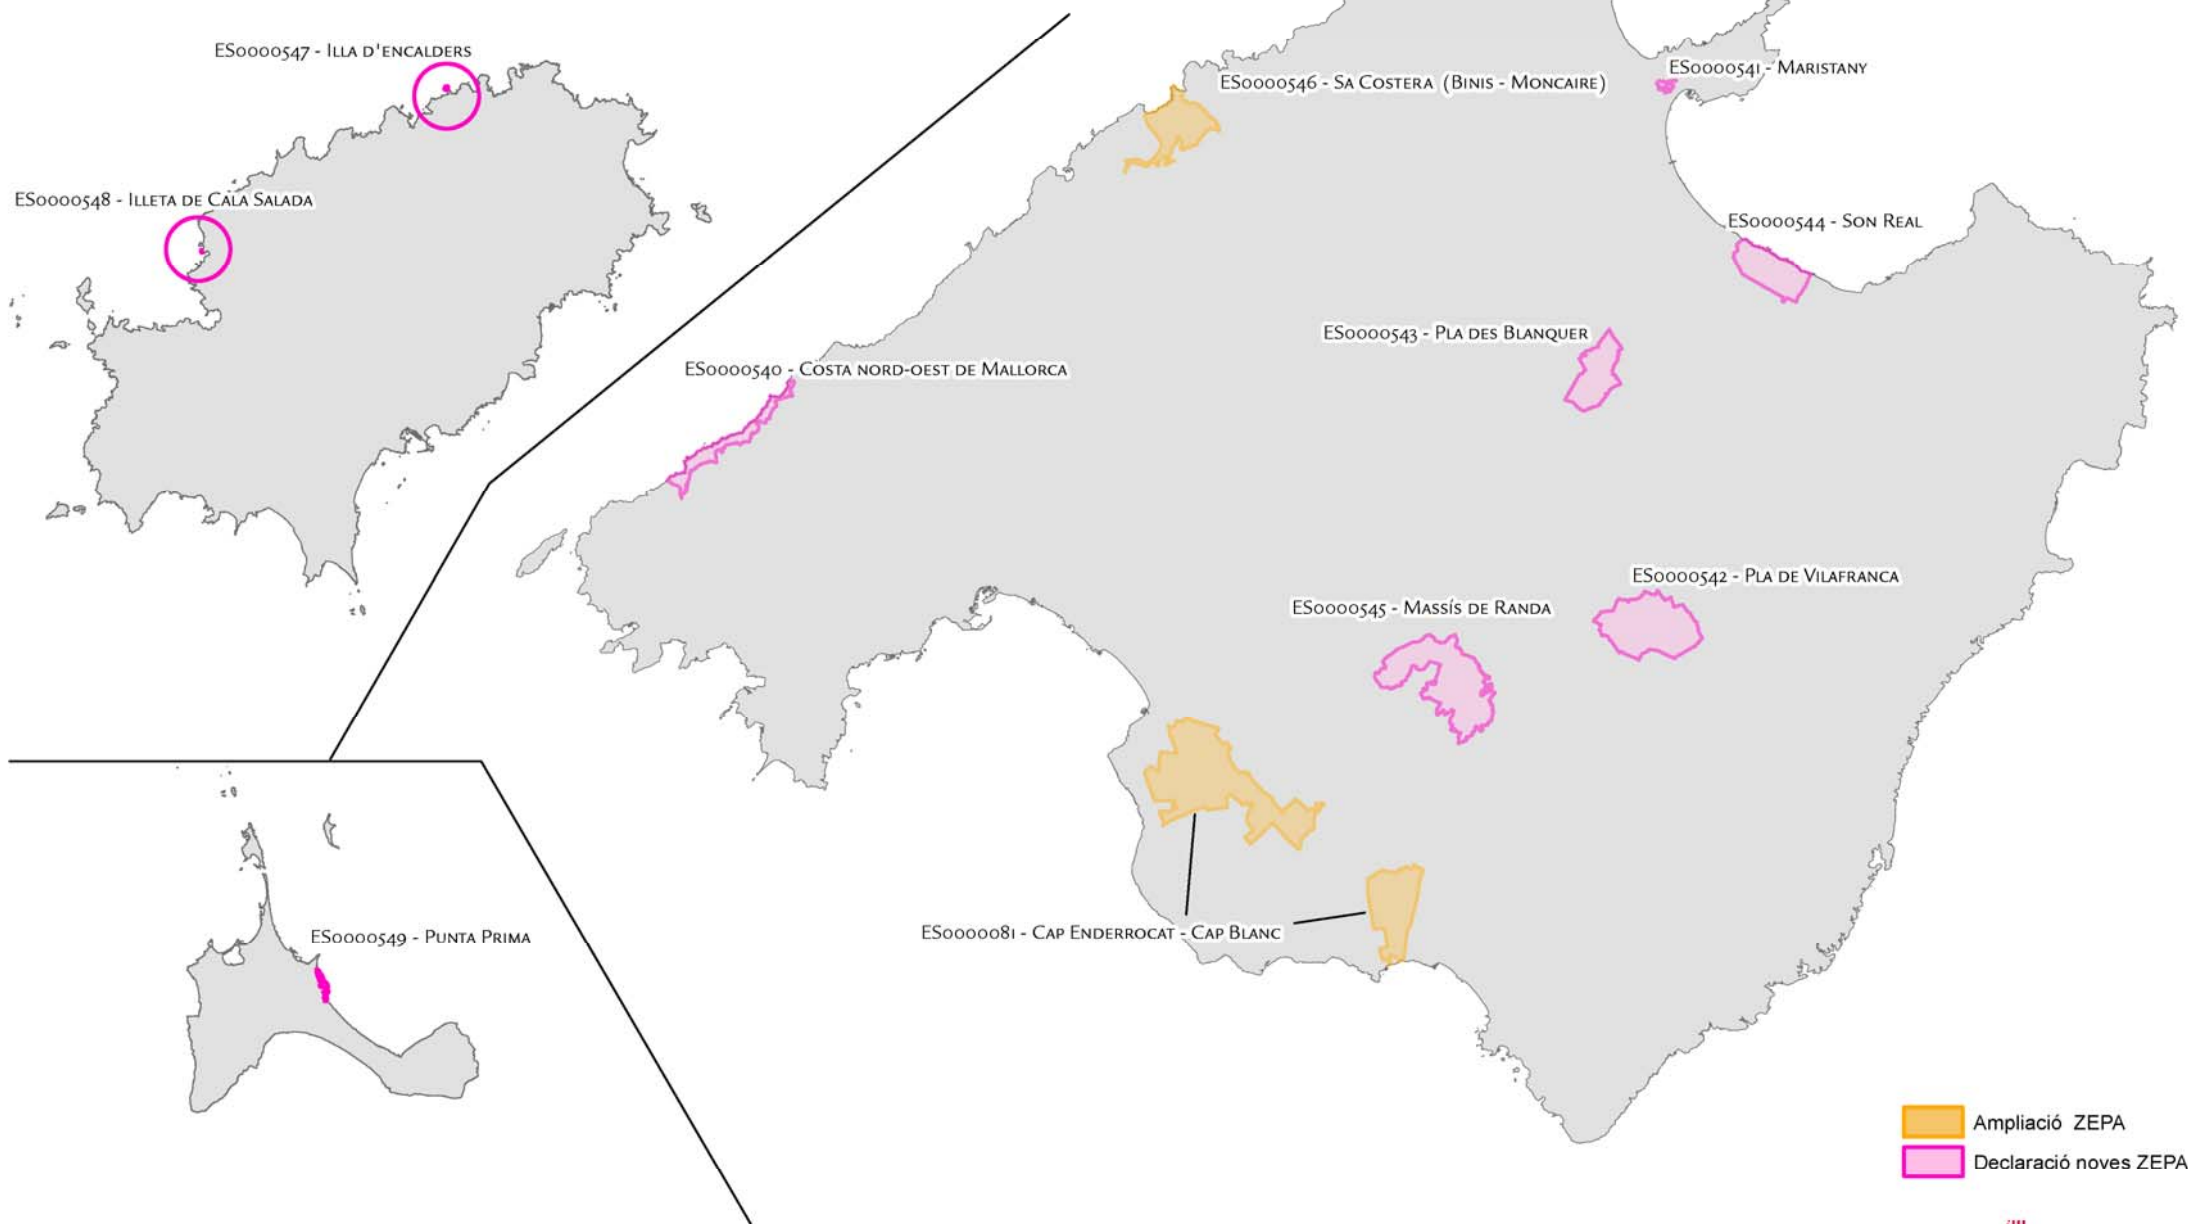 ES0000547 - Illa d'encalders
ES0000541 - Maristany
ES0000546 - Sa Costera (Binis - Moncaire)
ES0000548 - Illeta de Cala Salada
ES0000544 - Son Real
ES0000543 - Pla des Blanquer
ES0000540 - Costa nord-oest de Mallorca
ES0000542 - Pla de Vilafranca
ES0000545 - Massís de Randa
ES0000081 - Cap Enderrocat - Cap Blanc
ES0000549 - Punta Prima
Ampliació ZEPA
Declaració noves ZEPA